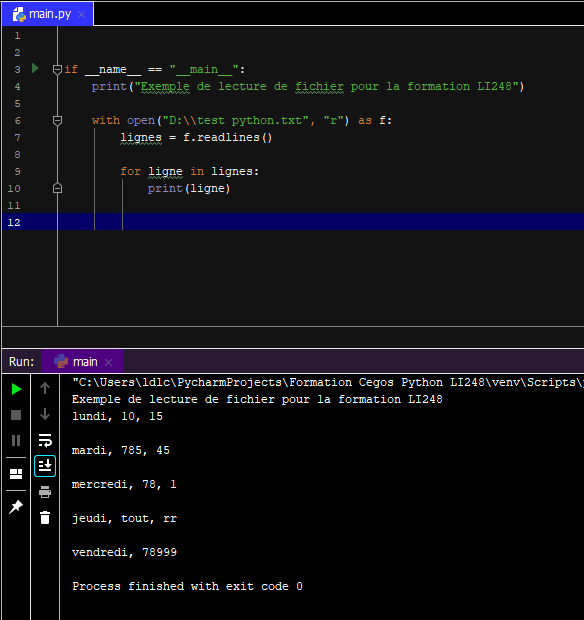 main.py
1
2
3 if __name__ == "__main__":
4 print("Exemple de lecture de fichier pour la formation LI248")
5
6 with open("D:\\test python.txt", "r") as f:
7 lignes = f.readlines()
8
9 for ligne in lignes:
10 print(ligne)
11
12
Run: main
"C:\Users\ldlc\PycharmProjects\Formation Cegos Python LI248\venv\Scripts\
Exemple de lecture de fichier pour la formation LI248
lundi, 10, 15
mardi, 785, 45
mercredi, 78, 1
jeudi, tout, rr
vendredi, 78999
Process finished with exit code 0